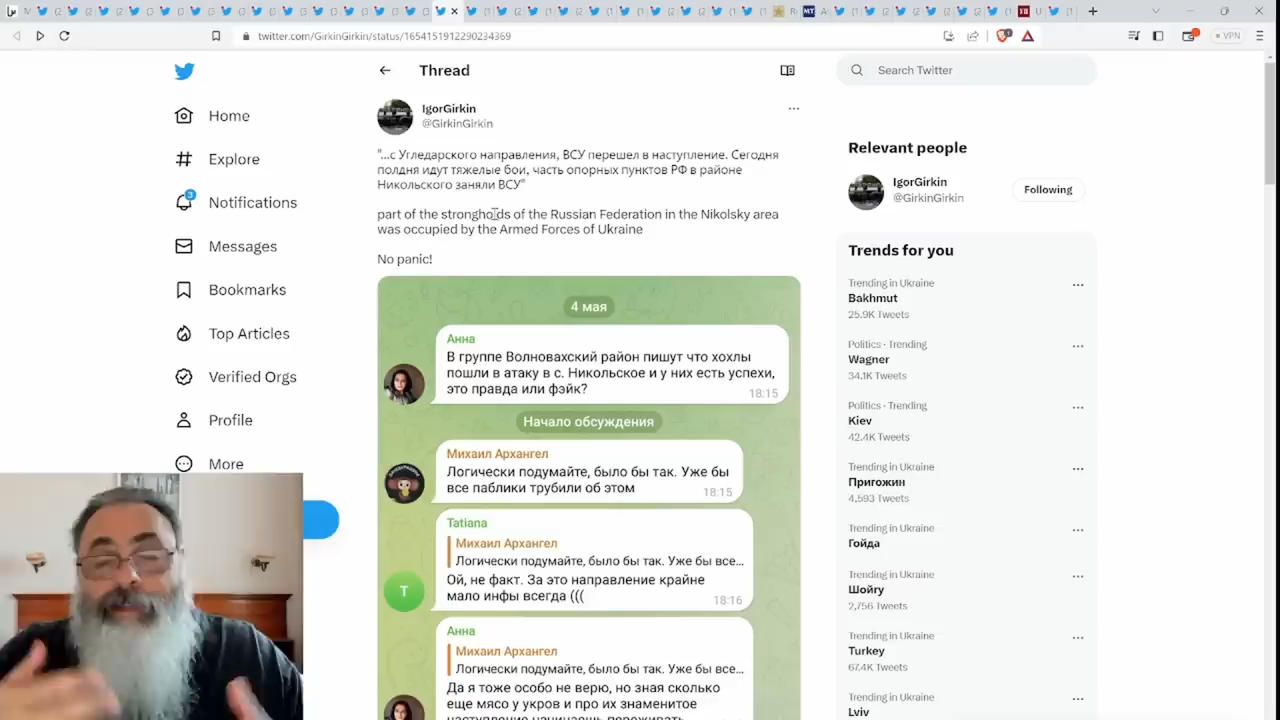 twitter.com/GirkinGirkin/status/1654151912290234369
VPN
Home
Explore
3
Notifications
Messages
Bookmarks
Top Articles
Verified Orgs
Profile
More
Thread
IgorGirkin
@GirkinGirkin
"...с Угледарского направления, ВСУ перешел в наступление. Сегодня
полдня идут тяжелые бои, часть опорных пунктов РФ в районе
Никольского заняли ВСУ"
part of the strongholds of the Russian Federation in the Nikolsky area
was occupied by the Armed Forces of Ukraine
No panic!
4 мая
Анна
В группе Волновахский район пишут что хохлы
пошли в атаку в с. Никольское и у них есть успехи,
это правда или фэйк?
18:15
Начало обсуждения
Михаил Архангел
Логически подумайте, было бы так. Уже бы
все паблики трубили об этом
18:15
Tatiana
Михаил Архангел
Логически подумайте, было бы так. Уже бы все...
Ой, не факт. За это направление крайне
мало инфы всегда (((
18:16
T
Анна
Михаил Архангел
Логически подумайте, было бы так. Уже бы все...
Да я тоже особо не верю, но зная сколько
еще мясо у укров и про их знаменитое
наступление начинаешь переживать
Search Twitter
Relevant people
IgorGirkin
@GirkinGirkin
Following
Trends for you
Trending in Ukraine
Bakhmut
25.9K Tweets
Politics · Trending
Wagner
34.1K Tweets
Politics · Trending
Kiev
42.4K Tweets
Trending in Ukraine
Пригожин
4,593 Tweets
Trending in Ukraine
Гойда
Trending in Ukraine
Шойгу
2,756 Tweets
Trending in Ukraine
Turkey
67.4K Tweets
Trending in Ukraine
Lviv